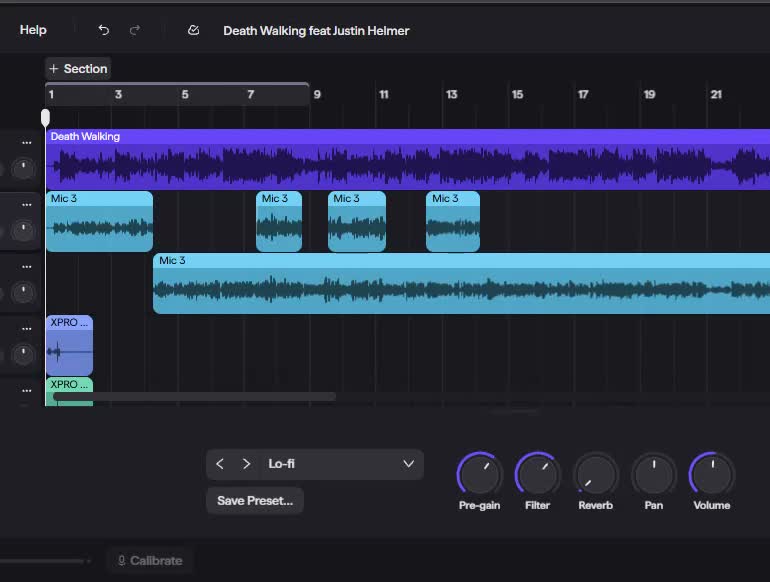 Help
Death Walking feat Justin Helmer
+ Section
1 3 5 7 9 11 13 15 17 19 21
Death Walking
Mic 3 Mic 3 Mic 3 Mic 3
Mic 3
XPRO ...
XPRO ...
Lo-fi
Save Preset...
Pre-gain Filter Reverb Pan Volume
Calibrate